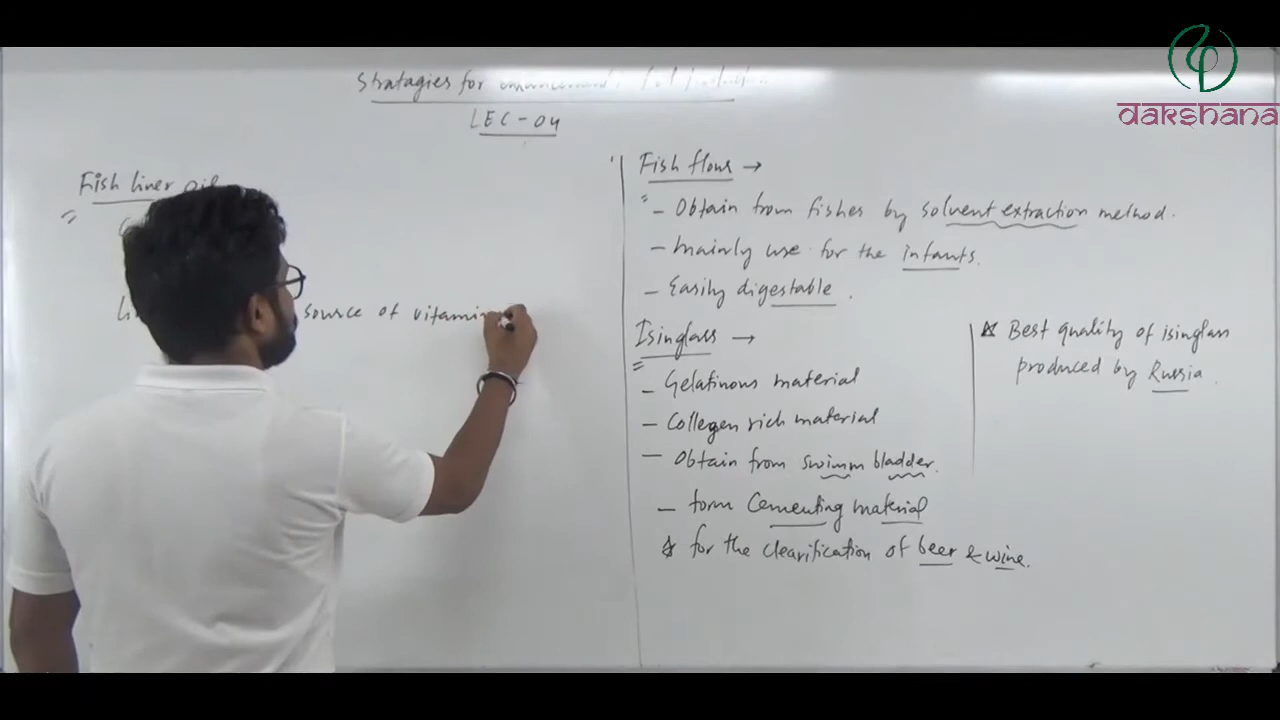 Stratagies for
LEC-04
Fish liver oil
source of vitamin
Fish flour →
- Obtain from fishes by solvent extraction method.
- mainly use for the infants.
- Easily digestable.
Isinglass →
- Gelatinous material
- Collegen rich material
- Obtain from swimm bladder.
- form Cementing material
☆ for the clearification of beer & wine.
☆ Best quality of isinglass
produced by Russia.
dakshana